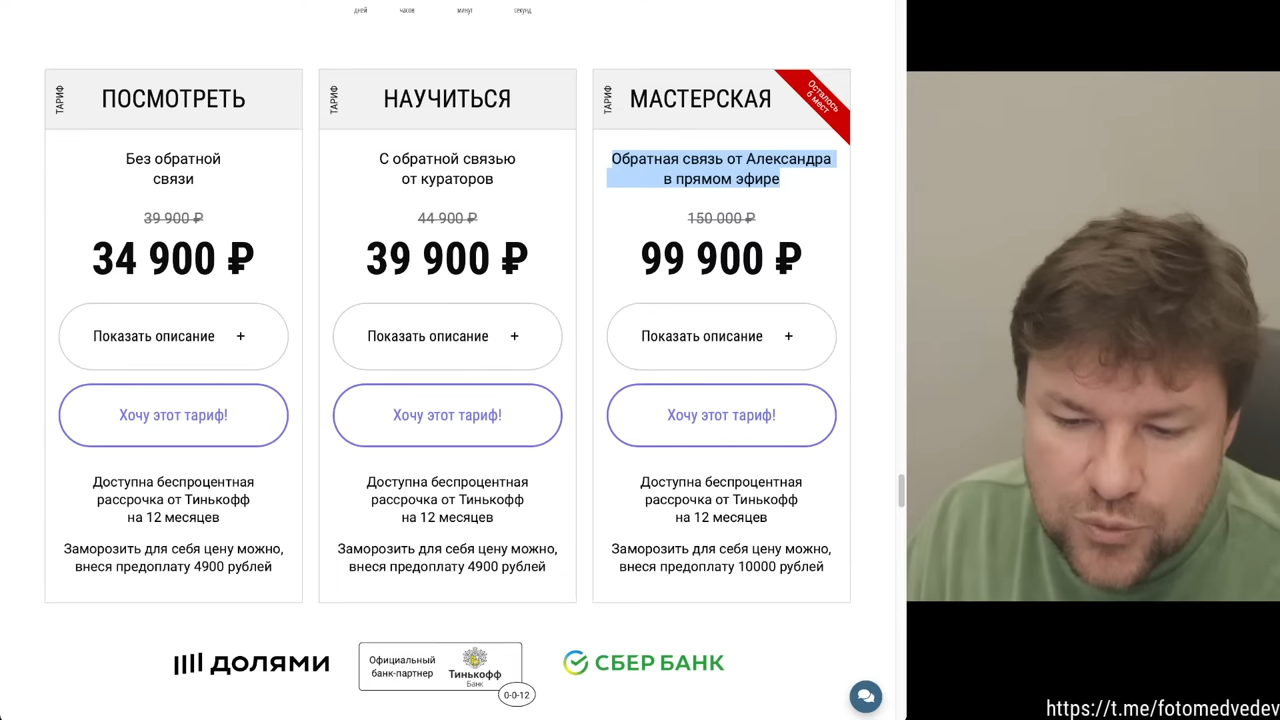 дней часов минут секунд
ТАРИФ
ПОСМОТРЕТЬ
Без обратной
связи
39 900 ₽
34 900 ₽
Показать описание +
Хочу этот тариф!
Доступна беспроцентная
рассрочка от Тинькофф
на 12 месяцев
Заморозить для себя цену можно,
внеся предоплату 4900 рублей
ТАРИФ
НАУЧИТЬСЯ
С обратной связью
от кураторов
44 900 ₽
39 900 ₽
Показать описание +
Хочу этот тариф!
Доступна беспроцентная
рассрочка от Тинькофф
на 12 месяцев
Заморозить для себя цену можно,
внеся предоплату 4900 рублей
ТАРИФ
МАСТЕРСКАЯ
Осталось
6 мест
Обратная связь от Александра
в прямом эфире
150 000 ₽
99 900 ₽
Показать описание +
Хочу этот тариф!
Доступна беспроцентная
рассрочка от Тинькофф
на 12 месяцев
Заморозить для себя цену можно,
внеся предоплату 10000 рублей
долями
Официальный
банк-партнер
Тинькофф
Банк
0-0-12
СБЕР БАНК
https://t.me/fotomedvedev